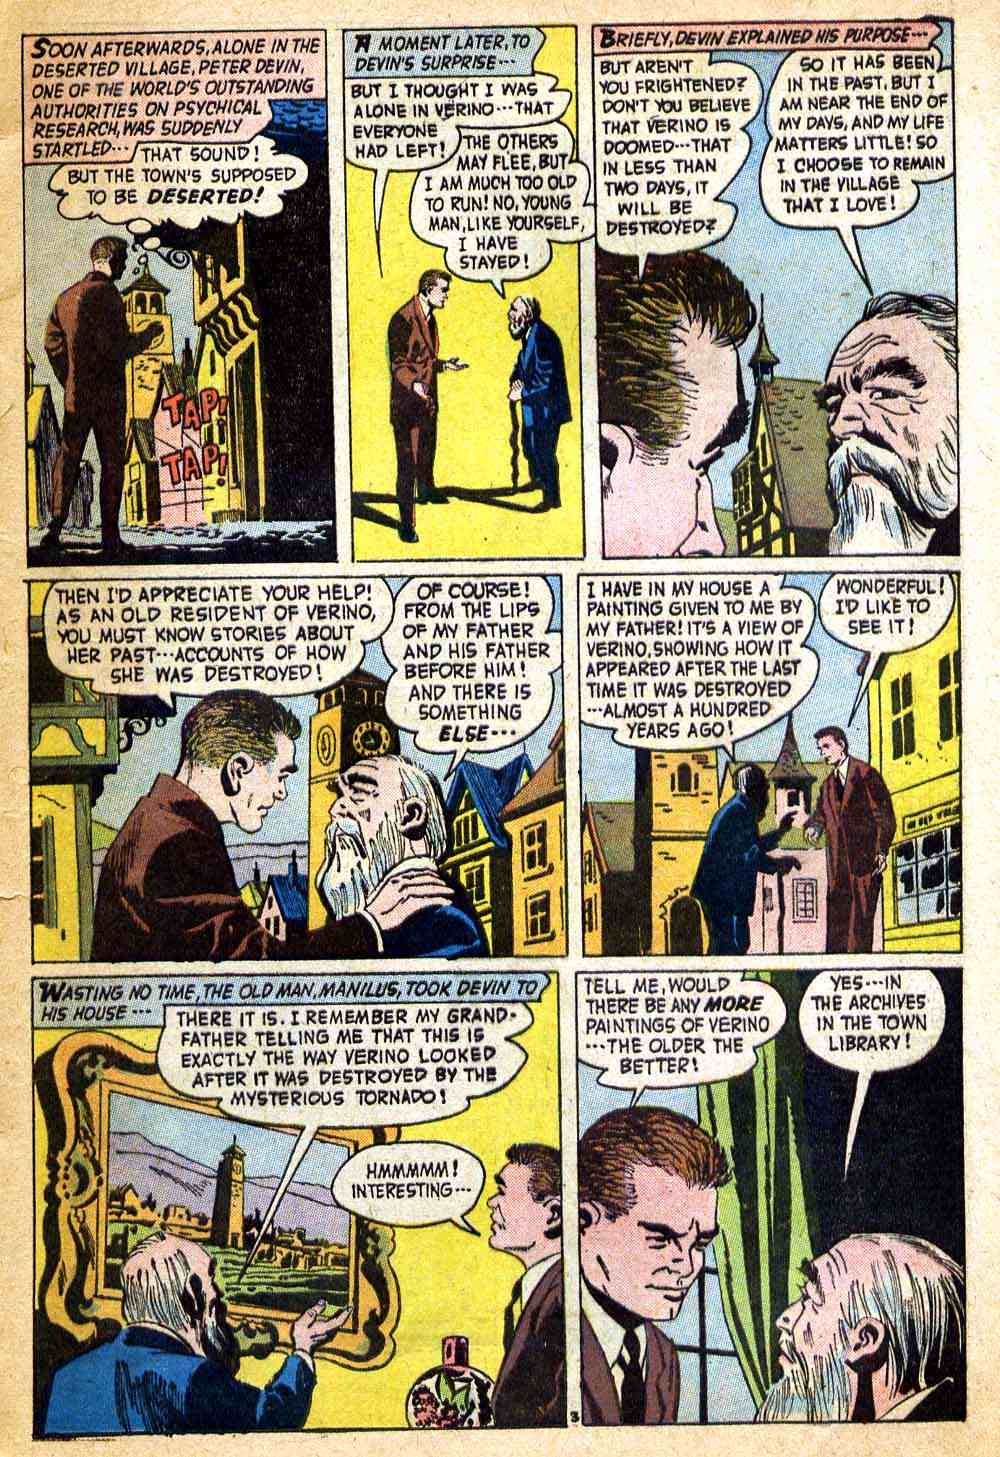 SOON AFTERWARDS, ALONE IN THE
DESERTED VILLAGE, PETER DEVIN,
ONE OF THE WORLD'S OUTSTANDING
AUTHORITIES ON PSYCHICAL
RESEARCH, WAS SUDDENLY
STARTLED---
THAT SOUND!
BUT THE TOWN'S SUPPOSED
TO BE DESERTED!
TAP!
TAP!
A MOMENT LATER, TO
DEVIN'S SURPRISE---
BUT I THOUGHT I WAS
ALONE IN VERINO---THAT
EVERYONE
HAD LEFT!
THE OTHERS
MAY FLEE, BUT
I AM MUCH TOO OLD
TO RUN! NO, YOUNG
MAN, LIKE YOURSELF,
I HAVE
STAYED!
BRIEFLY, DEVIN EXPLAINED HIS PURPOSE---
BUT AREN'T
YOU FRIGHTENED?
DON'T YOU BELIEVE
THAT VERINO IS
DOOMED---THAT
IN LESS THAN
TWO DAYS, IT
WILL BE
DESTROYED?
SO IT HAS BEEN
IN THE PAST, BUT I
AM NEAR THE END OF
MY DAYS, AND MY LIFE
MATTERS LITTLE! SO
I CHOOSE TO REMAIN
IN THE VILLAGE
THAT I LOVE!
THEN I'D APPRECIATE YOUR HELP!
AS AN OLD RESIDENT OF VERINO,
YOU MUST KNOW STORIES ABOUT
HER PAST---ACCOUNTS OF HOW
SHE WAS DESTROYED!
OF COURSE!
FROM THE LIPS
OF MY FATHER
AND HIS FATHER
BEFORE HIM!
AND THERE IS
SOMETHING
ELSE---
I HAVE IN MY HOUSE A
PAINTING GIVEN TO ME BY
MY FATHER! IT'S A VIEW OF
VERINO, SHOWING HOW IT
APPEARED AFTER THE LAST
TIME IT WAS DESTROYED
---ALMOST A HUNDRED
YEARS AGO!
WONDERFUL!
I'D LIKE TO
SEE IT!
WASTING NO TIME, THE OLD MAN, MANILUS, TOOK DEVIN TO
HIS HOUSE---
THERE IT IS. I REMEMBER MY GRAND-
FATHER TELLING ME THAT THIS IS
EXACTLY THE WAY VERINO LOOKED
AFTER IT WAS DESTROYED BY THE
MYSTERIOUS TORNADO!
HMMMMM!
INTERESTING---
TELL ME, WOULD
THERE BE ANY MORE
PAINTINGS OF VERINO
---THE OLDER THE
BETTER!
YES---IN
THE ARCHIVES
IN THE TOWN
LIBRARY!
3